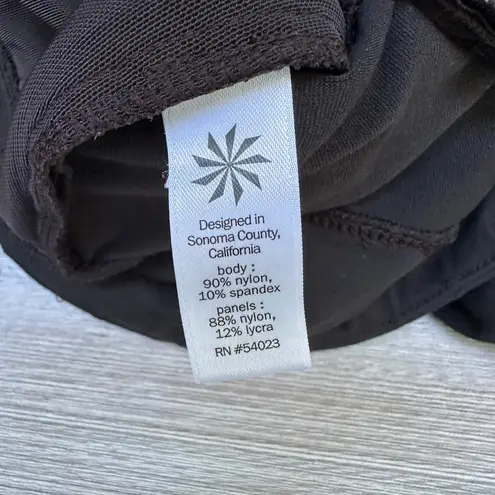 Designed in
Sonoma County,
California
body :
90% nylon,
10% spandex
panels :
88% nylon,
12% lycra
RN #54023